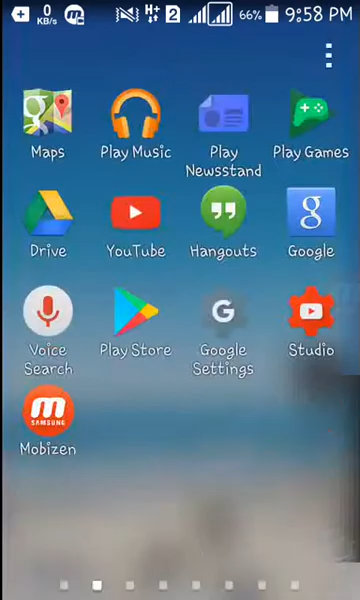 0 KB/s H+ 2 66% 9:58 PM
Maps Play Music Play Newsstand Play Games
Drive YouTube Hangouts Google
g
G
Voice Search Play Store Google Settings Studio
m
SAMSUNG
Mobizen